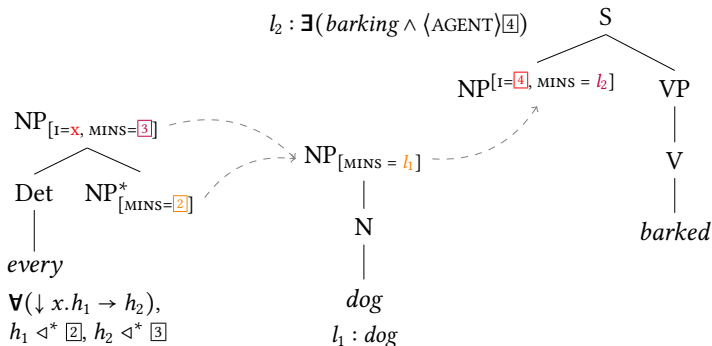 l₂ : ∃(barking ∧ ⟨AGENT⟩4)
S
NP[I=4, MINS = l₂]
VP
V
barked
NP[I=x, MINS=3]
Det
NP*[MINS=2]
every
∀(↓ x.h₁ → h₂),
h₁ ◁* 2, h₂ ◁* 3
NP[MINS = l₁]
N
dog
l₁ : dog